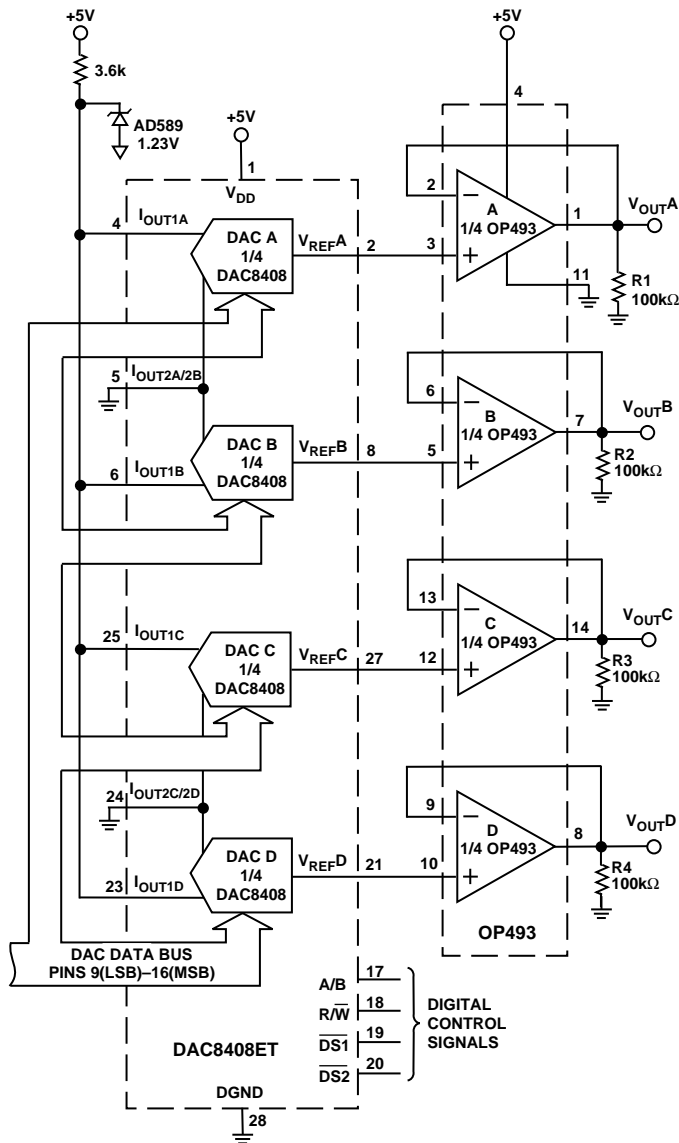 +5V
3.6k
AD589
1.23V
+5V
1
VDD
+5V
4
4
IOUT1A
DAC A
1/4
DAC8408
VREFA
2
2
3
−
+
A
1/4 OP493
1
VOUTA
11
R1
100kΩ
5
IOUT2A/2B
6
IOUT1B
DAC B
1/4
DAC8408
VREFB
8
6
5
−
+
B
1/4 OP493
7
VOUTB
R2
100kΩ
25
IOUT1C
DAC C
1/4
DAC8408
VREFC
27
13
12
−
+
C
1/4 OP493
14
VOUTC
R3
100kΩ
24
IOUT2C/2D
23
IOUT1D
DAC D
1/4
DAC8408
VREFD
21
9
10
−
+
D
1/4 OP493
8
VOUTD
R4
100kΩ
OP493
DAC DATA BUS
PINS 9(LSB)–16(MSB)
A/B
17
R/W̅
18
D̅S̅1̅
19
D̅S̅2̅
20
DIGITAL
CONTROL
SIGNALS
DAC8408ET
DGND
28